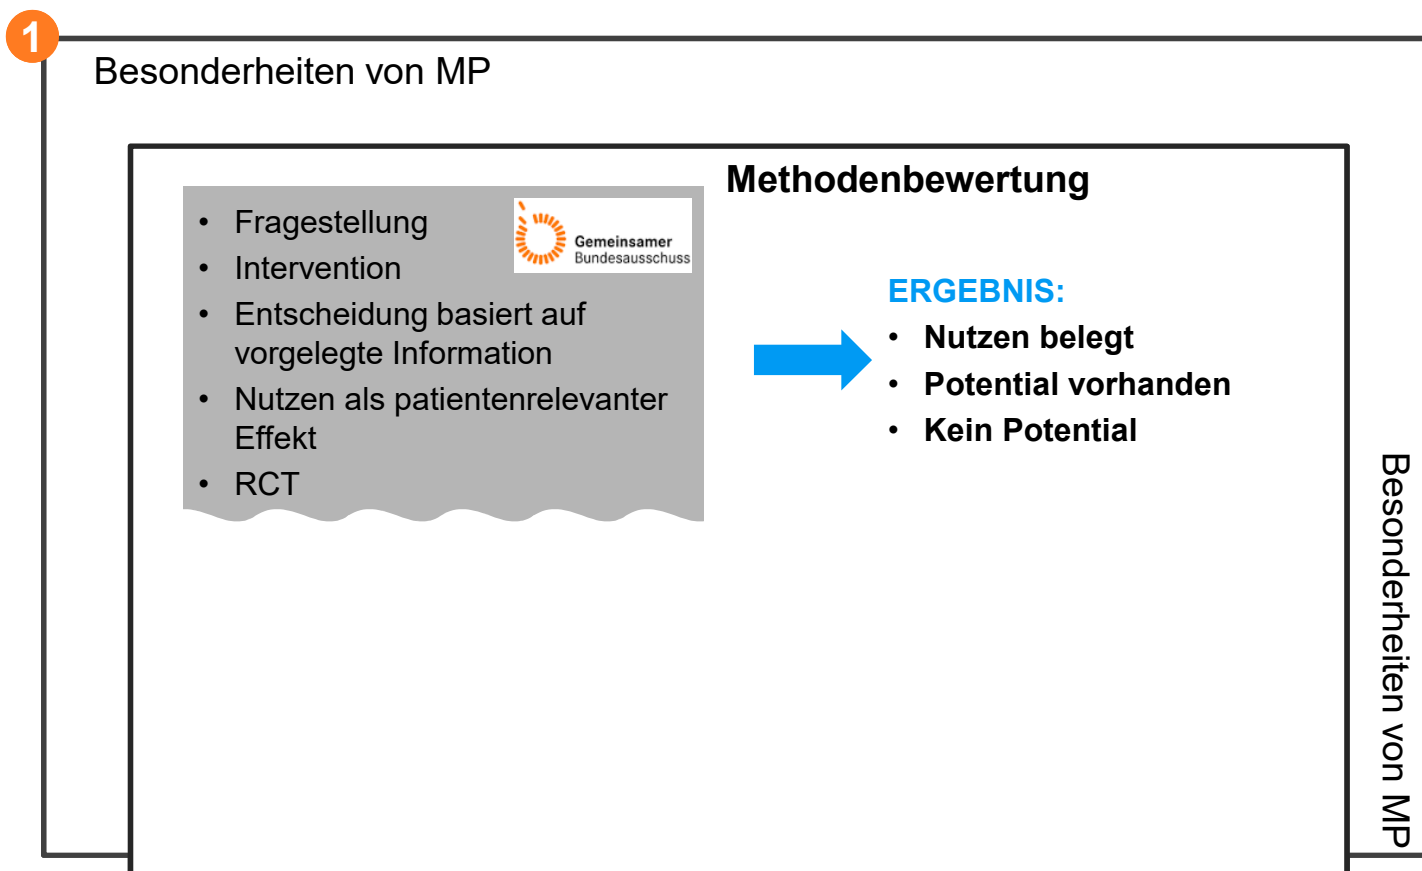 1
Besonderheiten von MP
Methodenbewertung
• Fragestellung
• Intervention
• Entscheidung basiert auf
vorgelegte Information
• Nutzen als patientenrelevanter
Effekt
• RCT
Gemeinsamer
Bundesausschuss
ERGEBNIS:
• Nutzen belegt
• Potential vorhanden
• Kein Potential
Besonderheiten von MP